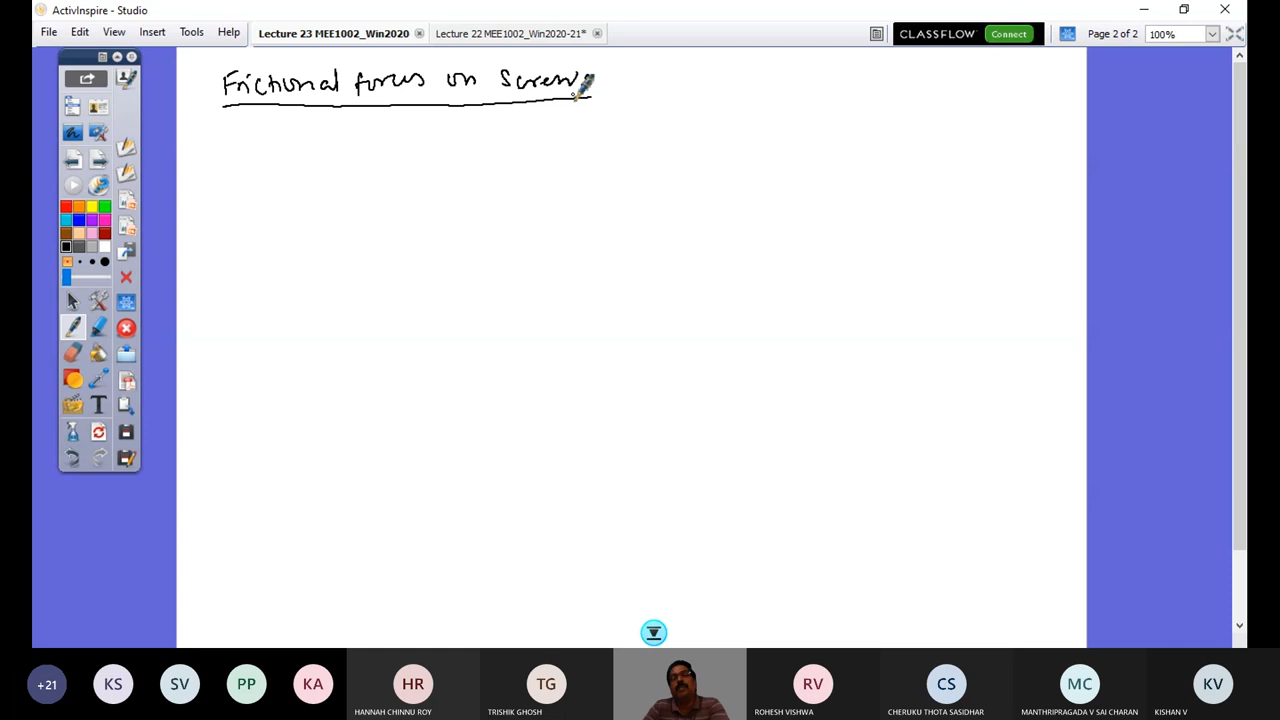 ActivInspire - Studio
File Edit View Insert Tools Help
Lecture 23 MEE1002_Win2020 Lecture 22 MEE1002_Win2020-21*
CLASSFLOW Connect
Page 2 of 2 100%
Frictional forces on Screw
+21 KS SV PP KA HR TG RV CS MC KV
HANNAH CHINNU ROY TRISHIK GHOSH ROHESH VISHWA CHERUKU THOTA SASIDHAR MANTHRIPRAGADA V SAI CHARAN KISHAN V